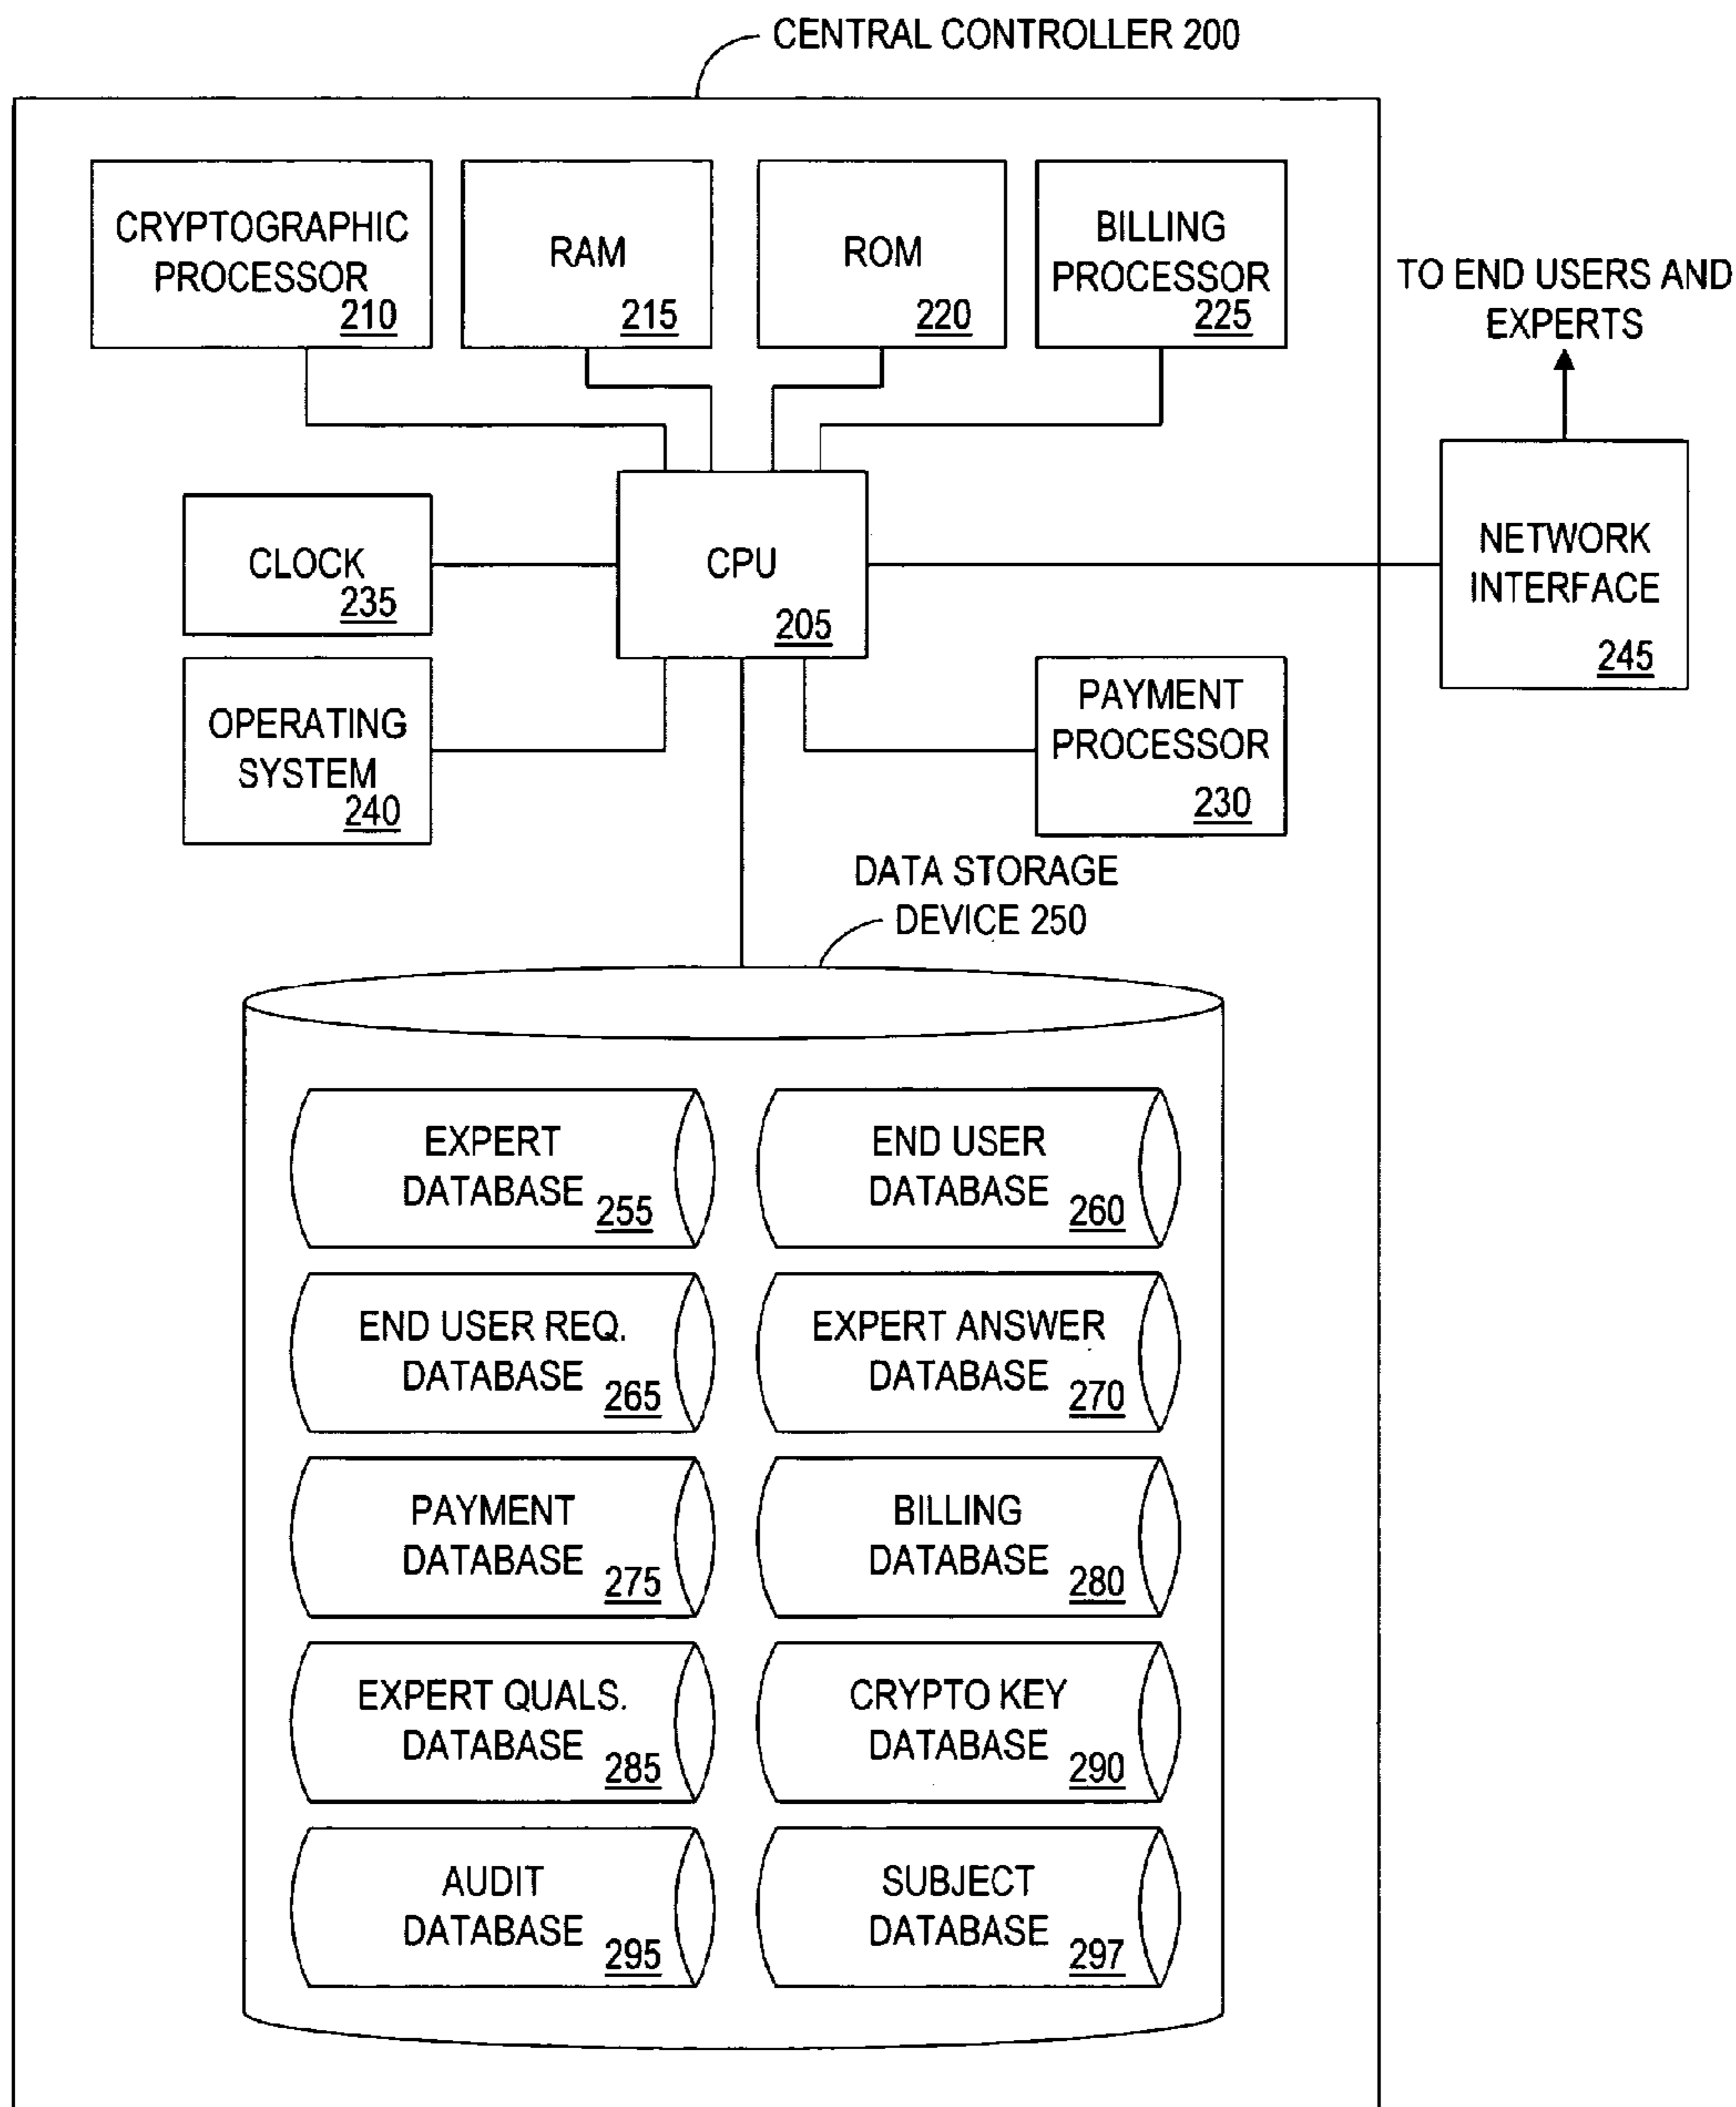 CENTRAL CONTROLLER 200
CRYPTOGRAPHIC
PROCESSOR
210
RAM
215
ROM
220
BILLING
PROCESSOR
225
TO END USERS AND
EXPERTS
CLOCK
235
CPU
205
NETWORK
INTERFACE
245
OPERATING
SYSTEM
240
PAYMENT
PROCESSOR
230
DATA STORAGE
DEVICE 250
EXPERT
DATABASE 255
END USER
DATABASE 260
END USER REQ.
DATABASE 265
EXPERT ANSWER
DATABASE 270
PAYMENT
DATABASE 275
BILLING
DATABASE 280
EXPERT QUALS.
DATABASE 285
CRYPTO KEY
DATABASE 290
AUDIT
DATABASE 295
SUBJECT
DATABASE 297